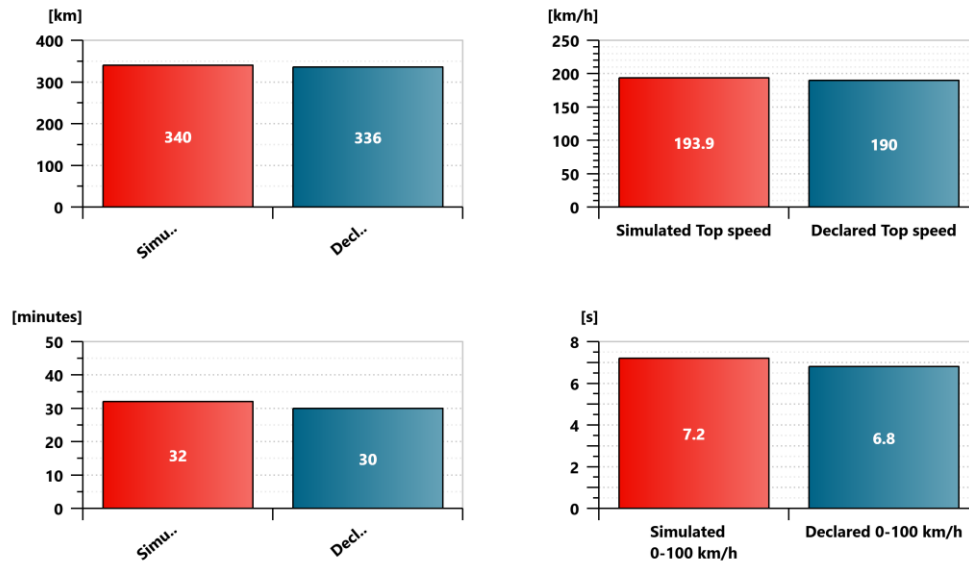 [km]
400
300
200
100
0
340
336
Simu..
Decl..
[km/h]
250
200
150
100
50
0
193.9
190
Simulated Top speed
Declared Top speed
[minutes]
50
40
30
20
10
0
32
30
Simu..
Decl..
[s]
8
6
4
2
0
7.2
6.8
Simulated
0-100 km/h
Declared 0-100 km/h